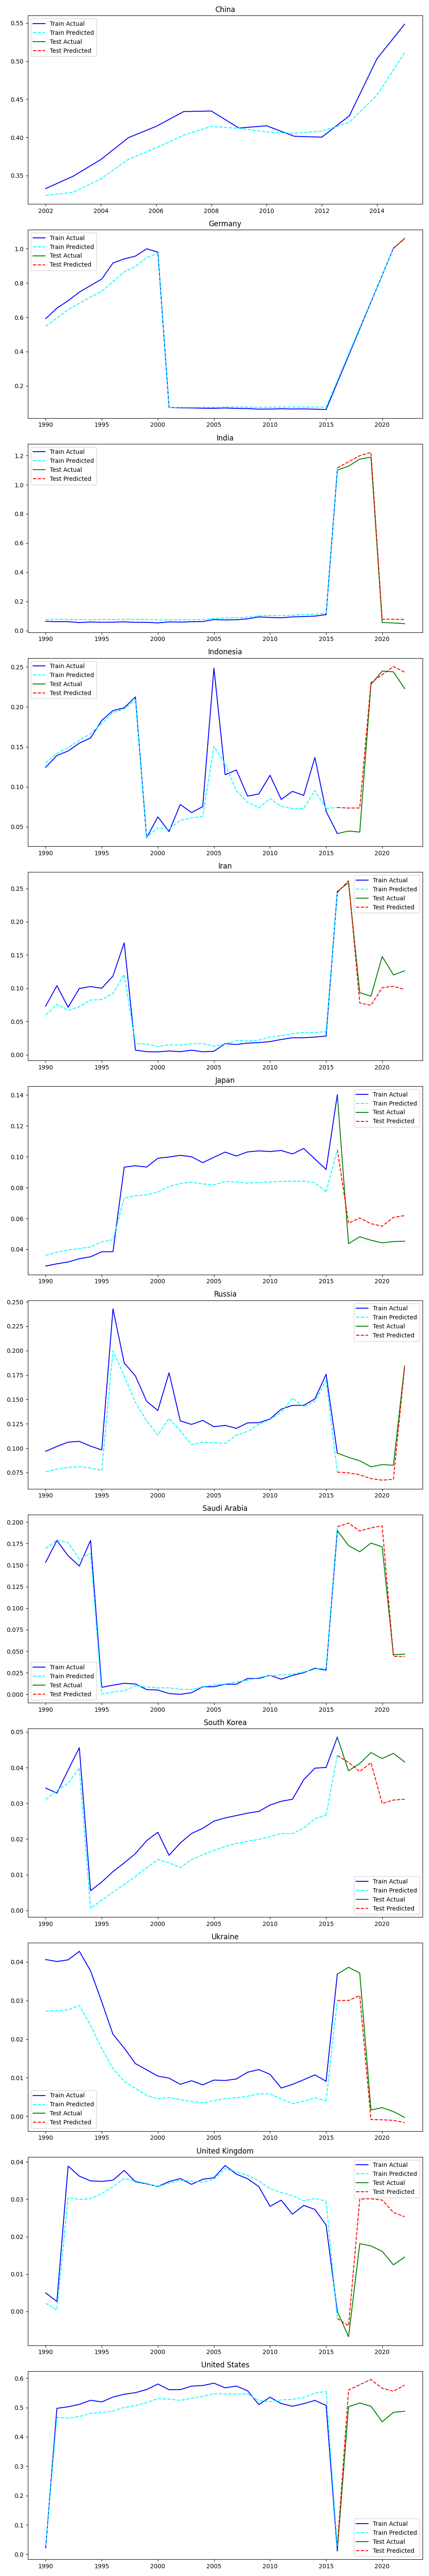 China
Train Actual
Train Predicted
Test Actual
Test Predicted
0.55
0.50
0.45
0.40
0.35
2002 2004 2006 2008 2010 2012 2014
Germany
Train Actual
Train Predicted
Test Actual
Test Predicted
1.0
0.8
0.6
0.4
0.2
1990 1995 2000 2005 2010 2015 2020
India
Train Actual
Train Predicted
Test Actual
Test Predicted
1.2
1.0
0.8
0.6
0.4
0.2
0.0
1990 1995 2000 2005 2010 2015 2020
Indonesia
Train Actual
Train Predicted
Test Actual
Test Predicted
0.25
0.20
0.15
0.10
0.05
1990 1995 2000 2005 2010 2015 2020
Iran
Train Actual
Train Predicted
Test Actual
Test Predicted
0.25
0.20
0.15
0.10
0.05
0.00
1990 1995 2000 2005 2010 2015 2020
Japan
Train Actual
Train Predicted
Test Actual
Test Predicted
0.14
0.12
0.10
0.08
0.06
0.04
1990 1995 2000 2005 2010 2015 2020
Russia
Train Actual
Train Predicted
Test Actual
Test Predicted
0.250
0.225
0.200
0.175
0.150
0.125
0.100
0.075
1990 1995 2000 2005 2010 2015 2020
Saudi Arabia
0.200
0.175
0.150
0.125
0.100
0.075
0.050
0.025
0.000
Train Actual
Train Predicted
Test Actual
Test Predicted
1990 1995 2000 2005 2010 2015 2020
South Korea
0.05
0.04
0.03
0.02
0.01
0.00
Train Actual
Train Predicted
Test Actual
Test Predicted
1990 1995 2000 2005 2010 2015 2020
Ukraine
0.04
0.03
0.02
0.01
0.00
Train Actual
Train Predicted
Test Actual
Test Predicted
1990 1995 2000 2005 2010 2015 2020
United Kingdom
Train Actual
Train Predicted
Test Actual
Test Predicted
0.04
0.03
0.02
0.01
0.00
1990 1995 2000 2005 2010 2015 2020
United States
0.6
0.5
0.4
0.3
0.2
0.1
0.0
Train Actual
Train Predicted
Test Actual
Test Predicted
1990 1995 2000 2005 2010 2015 2020